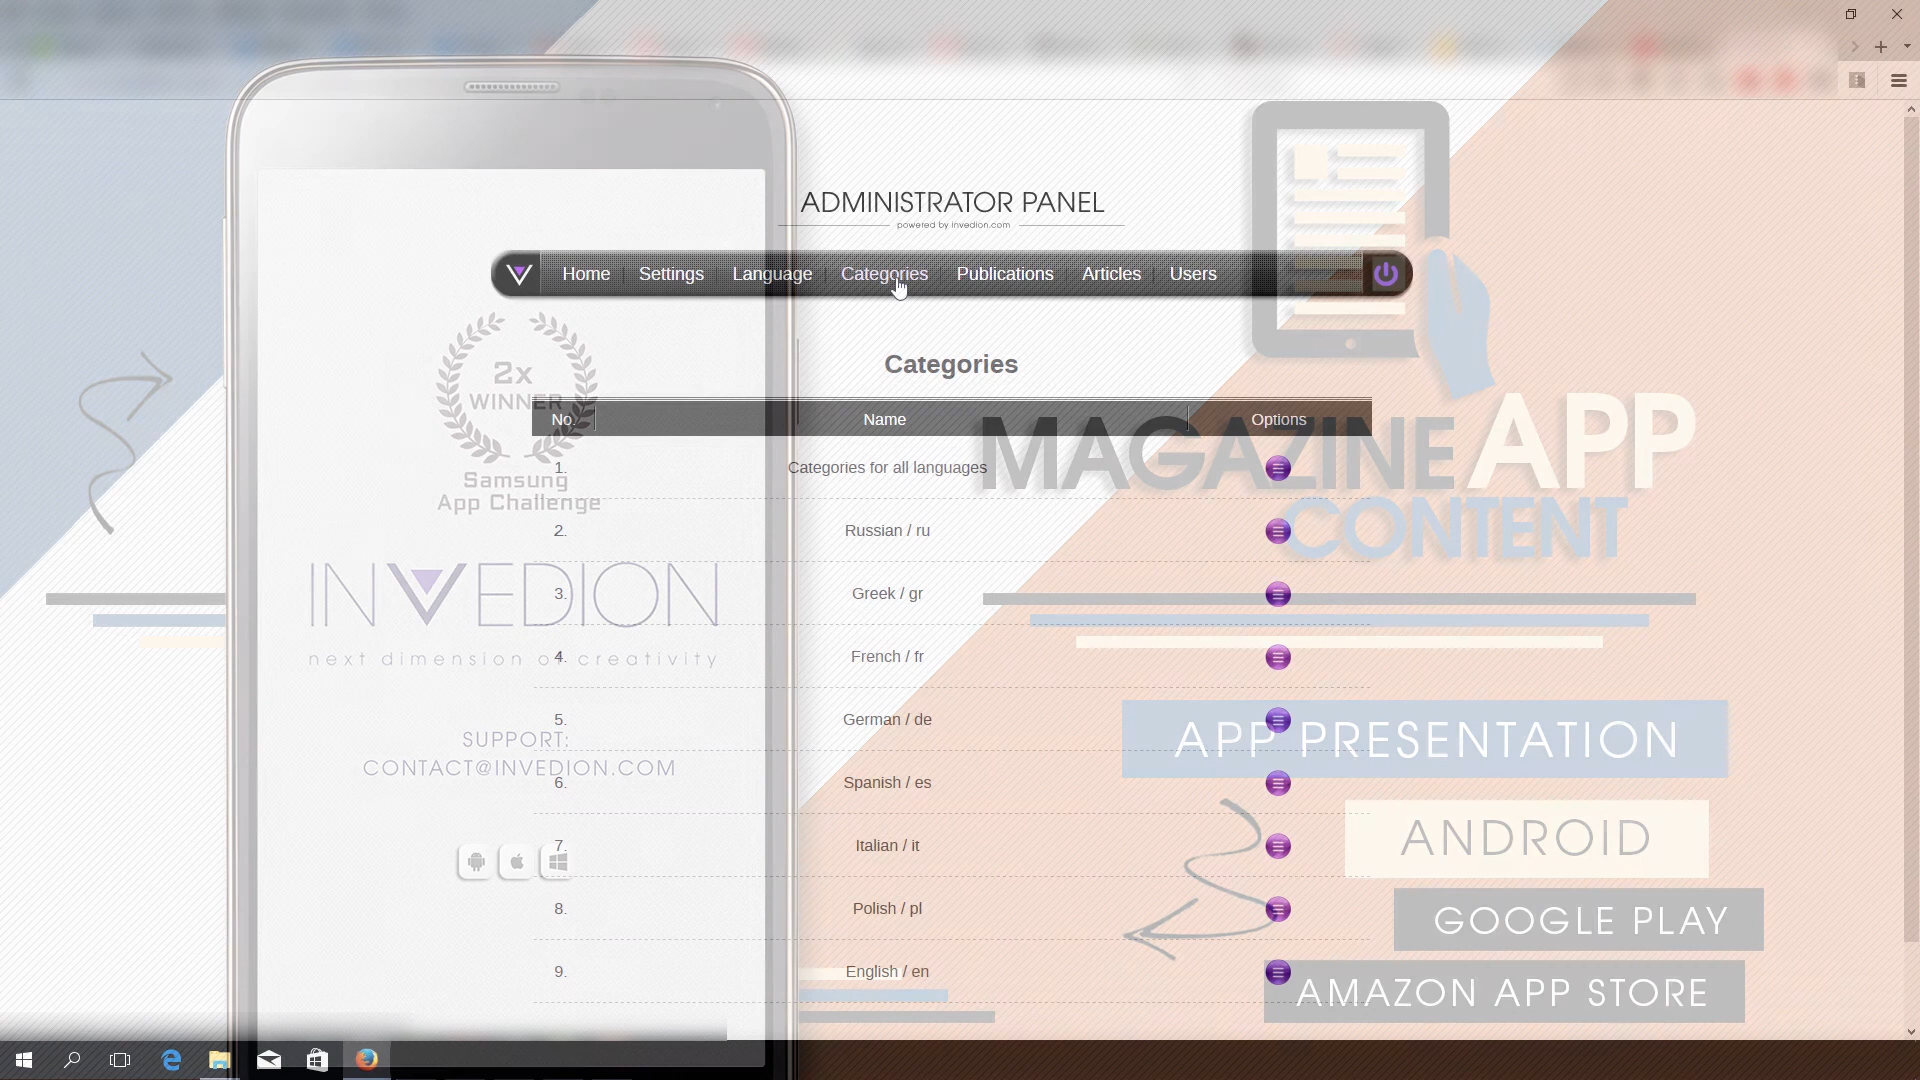 ADMINISTRATOR PANEL
powered by invedion.com
Home Settings Language Categories Publications Articles Users
Categories
No. Name Options
1. Categories for all languages
2. Russian / ru
3. Greek / gr
4. French / fr
5. German / de
6. Spanish / es
7. Italian / it
8. Polish / pl
9. English / en
2x
WINNER
Samsung
App Challenge
INVEDION
next dimension of creativity
SUPPORT:
CONTACT@INVEDION.COM
MAGAZINE APP
CONTENT
APP PRESENTATION
ANDROID
GOOGLE PLAY
AMAZON APP STORE